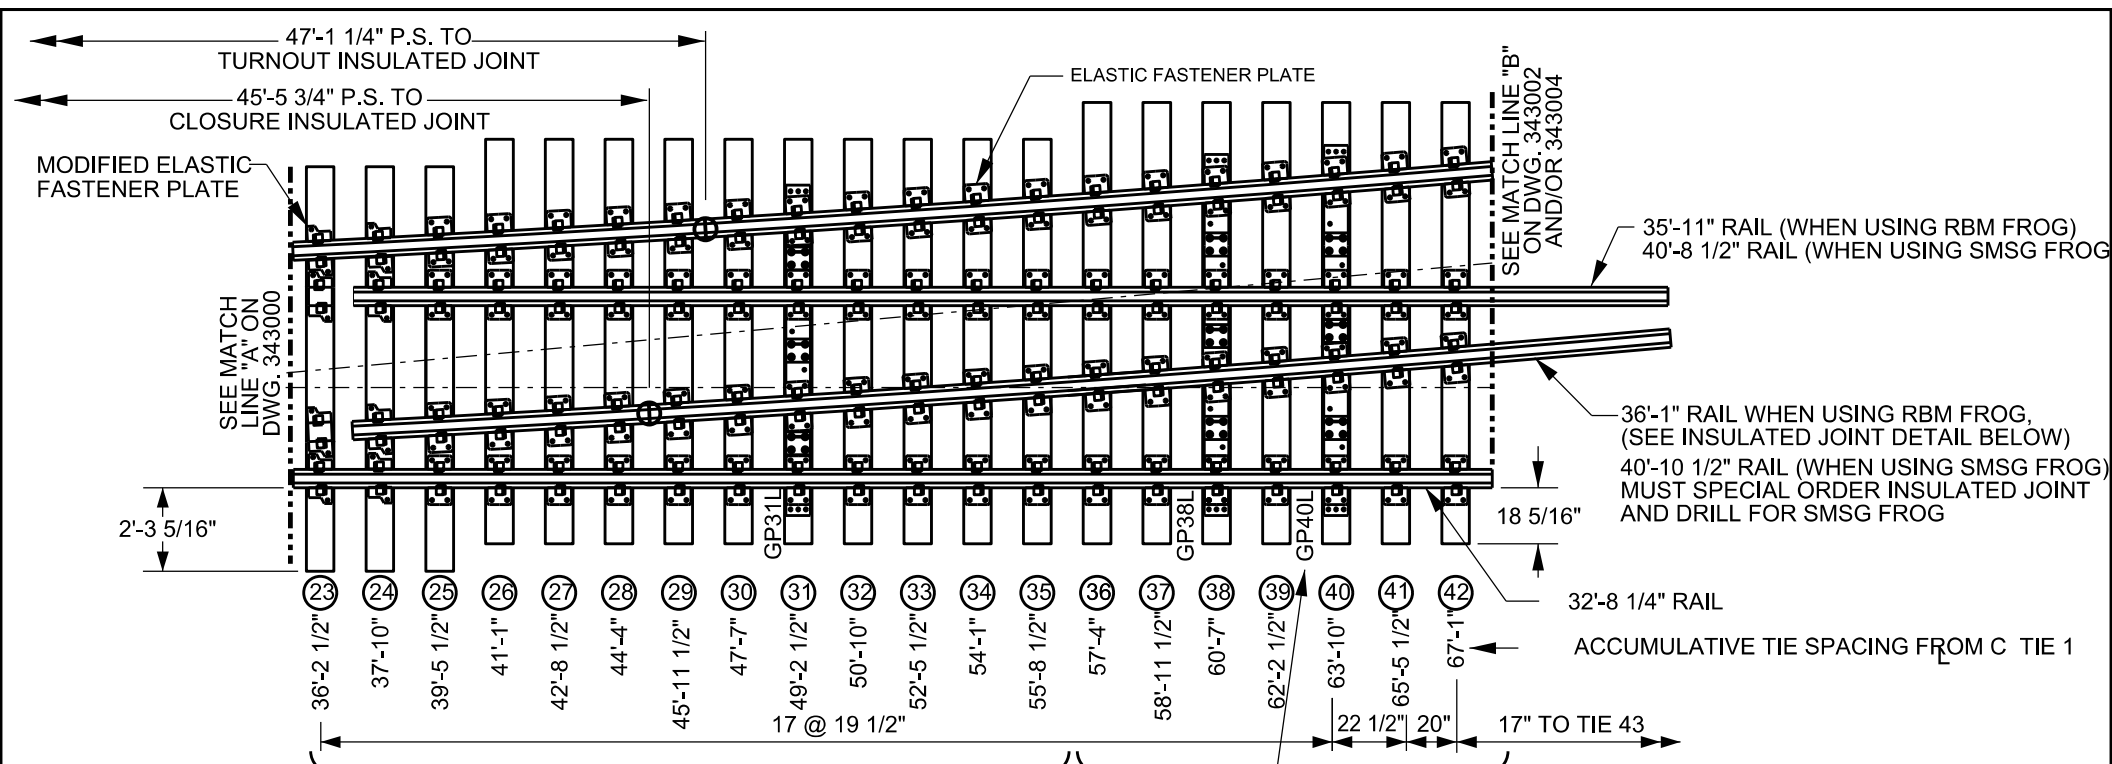 47'-1 1/4" P.S. TO
TURNOUT INSULATED JOINT
45'-5 3/4" P.S. TO
CLOSURE INSULATED JOINT
MODIFIED ELASTIC
FASTENER PLATE
ELASTIC FASTENER PLATE
SEE MATCH LINE "B"
ON DWG. 343002
AND/OR 343004
35'-11" RAIL (WHEN USING RBM FROG)
40'-8 1/2" RAIL (WHEN USING SMSG FROG
SEE MATCH
LINE "A" ON
DWG. 343000
36'-1" RAIL WHEN USING RBM FROG,
(SEE INSULATED JOINT DETAIL BELOW)
40'-10 1/2" RAIL (WHEN USING SMSG FROG)
MUST SPECIAL ORDER INSULATED JOINT
AND DRILL FOR SMSG FROG
2'-3 5/16"
GP31L
GP38L
GP40L
18 5/16"
23 24 25 26 27 28 29 30 31 32 33 34 35 36 37 38 39 40 41 42
32'-8 1/4" RAIL
36'-2 1/2"
37'-10"
39'-5 1/2"
41'-1"
42'-8 1/2"
44'-4"
45'-11 1/2"
47'-7"
49'-2 1/2"
50'-10"
52'-5 1/2"
54'-1"
55'-8 1/2"
57'-4"
58'-11 1/2"
60'-7"
62'-2 1/2"
63'-10"
65'-5 1/2"
67'-1"
ACCUMULATIVE TIE SPACING FROM CL TIE 1
17 @ 19 1/2"
22 1/2"
20"
17" TO TIE 43